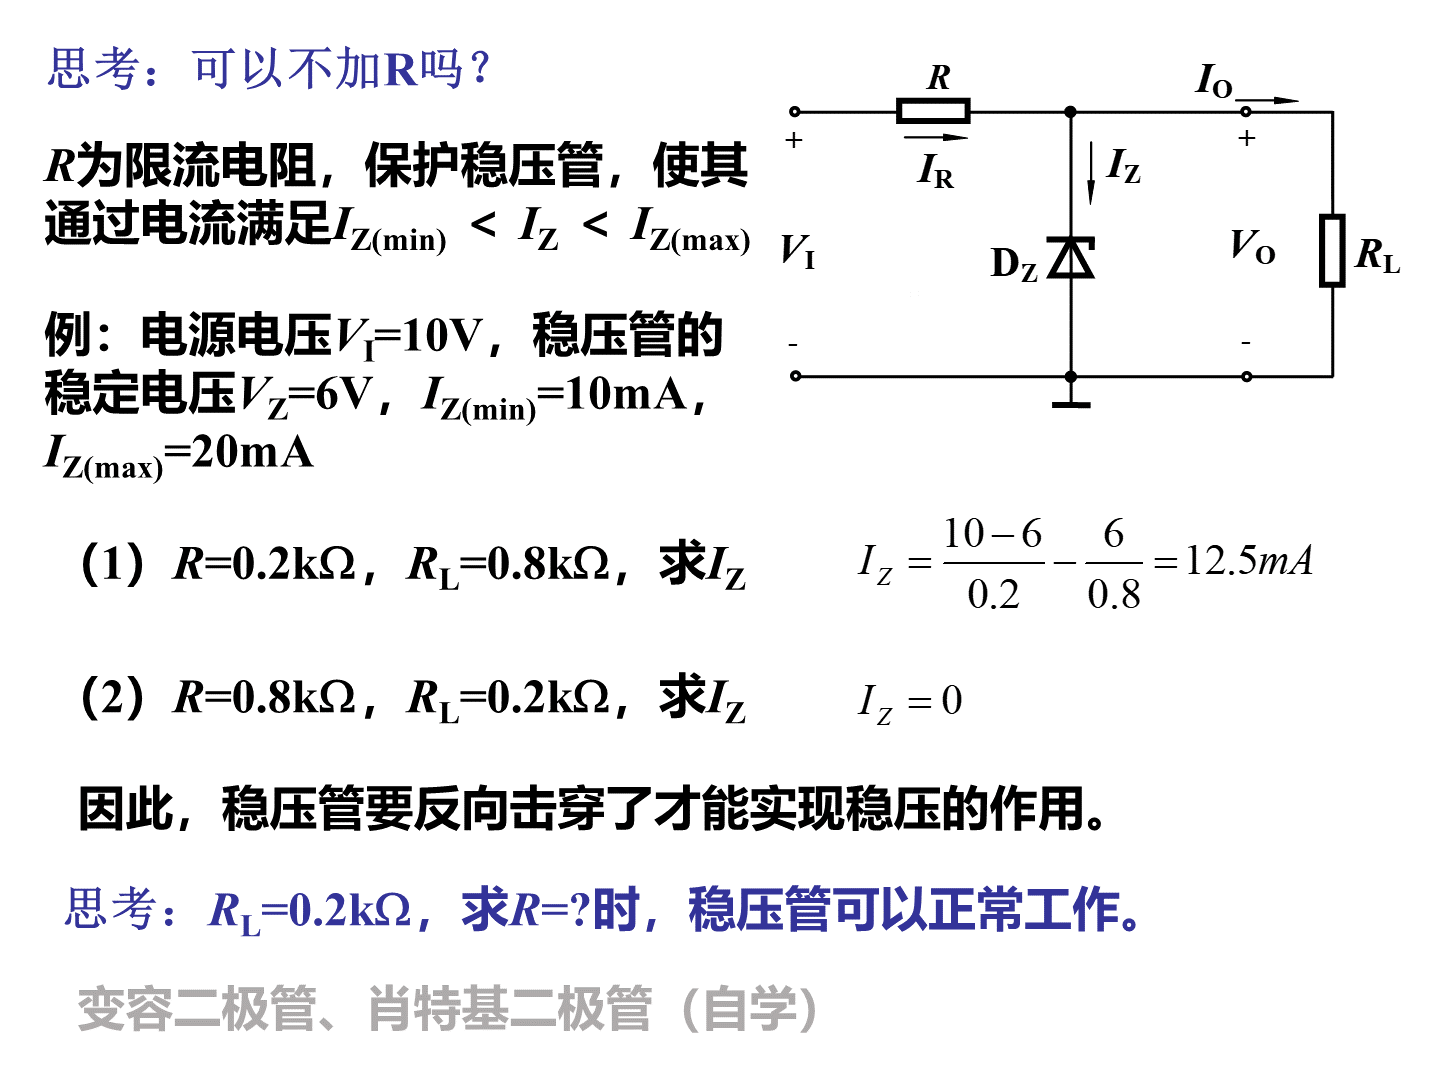 思考：可以不加R吗？
R为限流电阻，保护稳压管，使其
通过电流满足IZ(min) < IZ < IZ(max)
例：电源电压VI=10V，稳压管的
稳定电压VZ=6V，IZ(min)=10mA，
IZ(max)=20mA
R
IO
+
+
IR
IZ
VI
DZ
VO
RL
-
-
（1）R=0.2kΩ，RL=0.8kΩ，求IZ
IZ = (10−6)/0.2 − 6/0.8 = 12.5mA
（2）R=0.8kΩ，RL=0.2kΩ，求IZ
IZ = 0
因此，稳压管要反向击穿了才能实现稳压的作用。
思考：RL=0.2kΩ，求R=?时，稳压管可以正常工作。
变容二极管、肖特基二极管（自学）